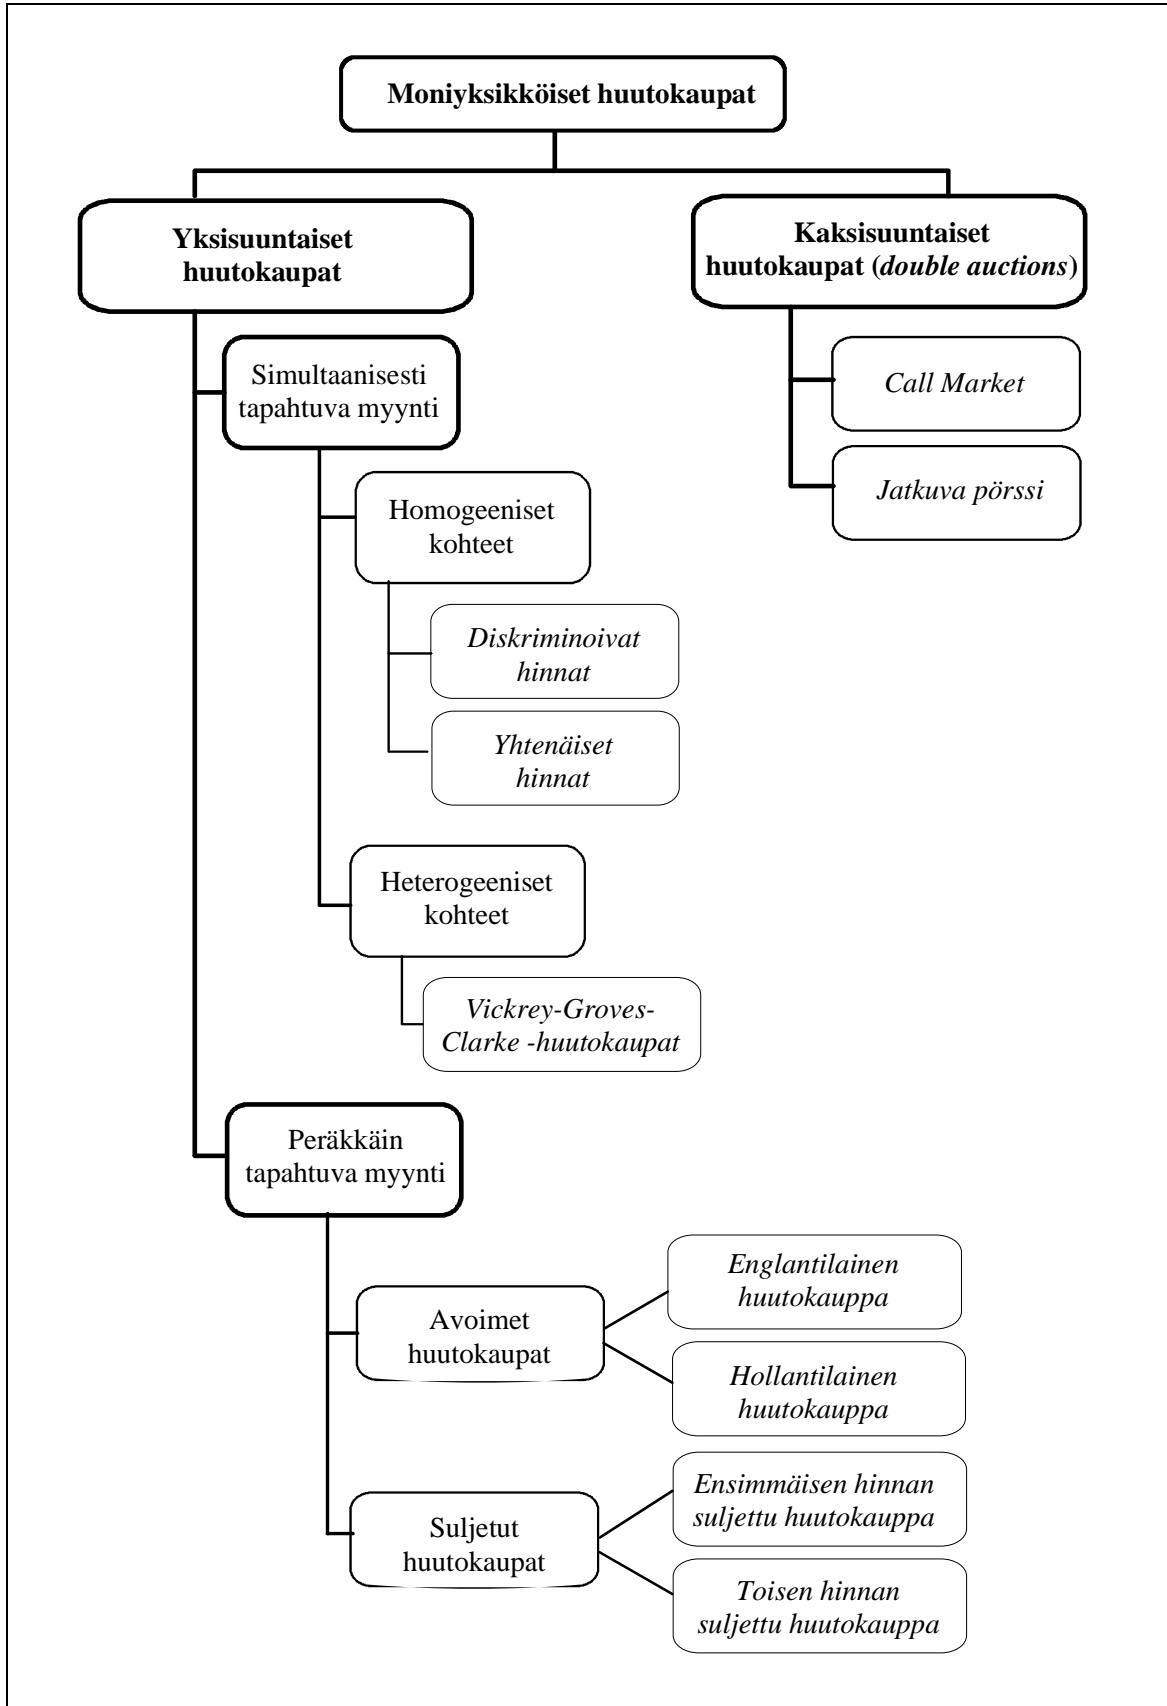 Moniyksikköiset huutokaupat
Yksisuuntaiset
huutokaupat
Kaksisuuntaiset
huutokaupat (double auctions)
Simultaanisesti
tapahtuva myynti
Call Market
Jatkuva pörssi
Homogeeniset
kohteet
Diskriminoivat
hinnat
Yhtenäiset
hinnat
Heterogeeniset
kohteet
Vickrey-Groves-
Clarke -huutokaupat
Peräkkäin
tapahtuva myynti
Avoimet
huutokaupat
Englantilainen
huutokauppa
Hollantilainen
huutokauppa
Suljetut
huutokaupat
Ensimmäisen hinnan
suljettu huutokauppa
Toisen hinnan
suljettu huutokauppa